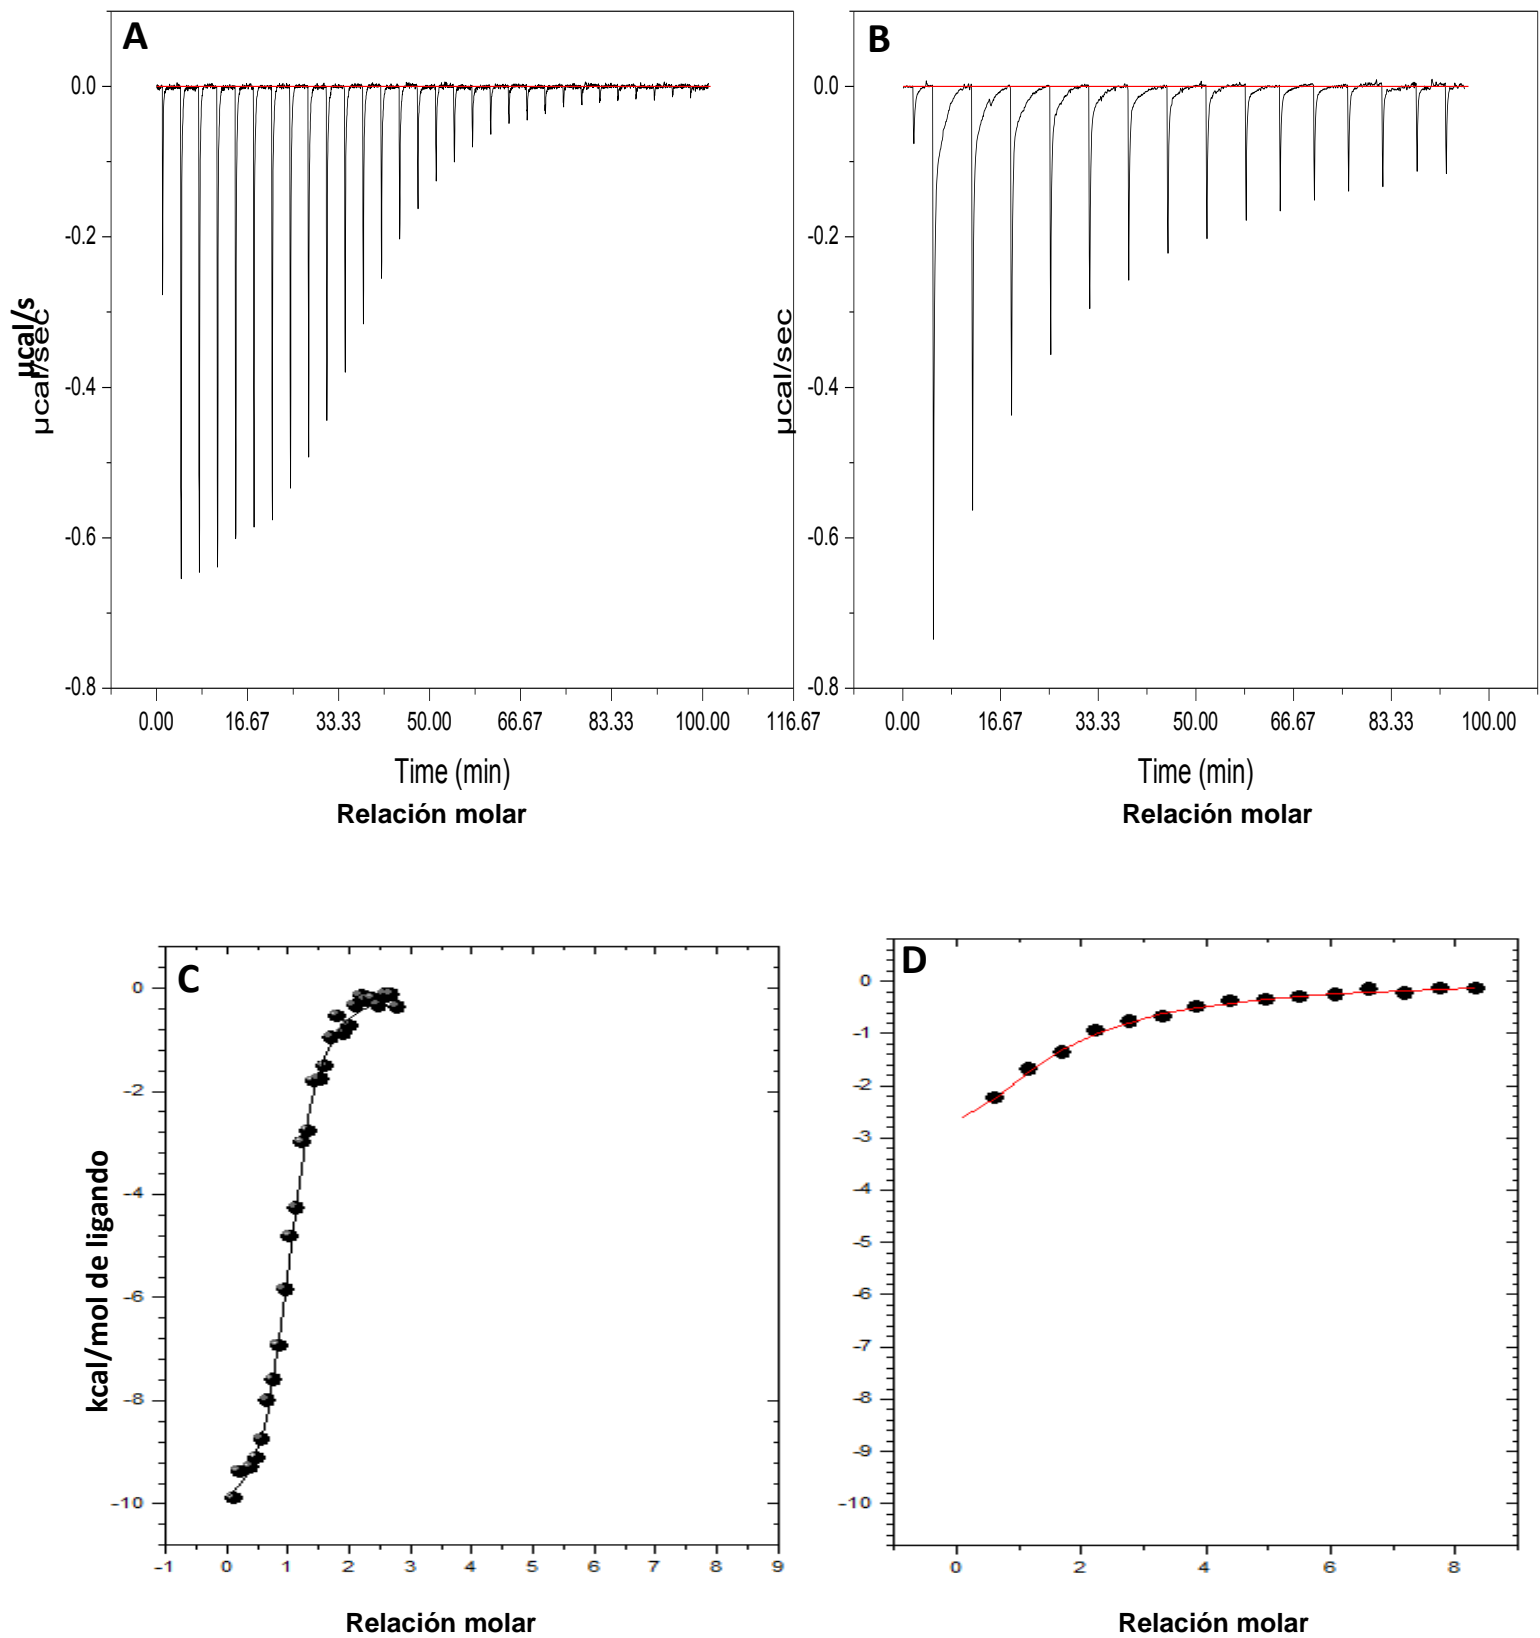 A
0.0
-0.2
-0.4
-0.6
-0.8
µcal/s
µcal/sec
0.00 16.67 33.33 50.00 66.67 83.33 100.00 116.67
Time (min)
Relación molar
B
0.0
-0.2
-0.4
-0.6
-0.8
µcal/sec
0.00 16.67 33.33 50.00 66.67 83.33 100.00
Time (min)
Relación molar
C
0
-2
-4
-6
-8
-10
kcal/mol de ligando
-1 0 1 2 3 4 5 6 7 8 9
Relación molar
D
0
-1
-2
-3
-4
-5
-6
-7
-8
-9
-10
0 2 4 6 8
Relación molar